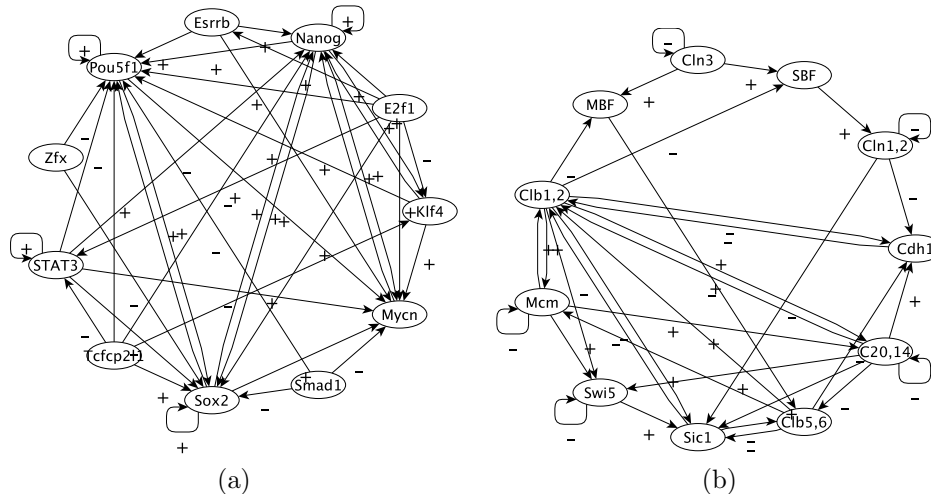 Esrrb
Nanog
Pou5f1
E2f1
Zfx
Klf4
STAT3
Mycn
Tcfcp2l1
Smad1
Sox2
(a)
Cln3
SBF
MBF
Cln1,2
Clb1,2
Cdh1
Mcm
C20,14
Swi5
Clb5,6
Sic1
(b)